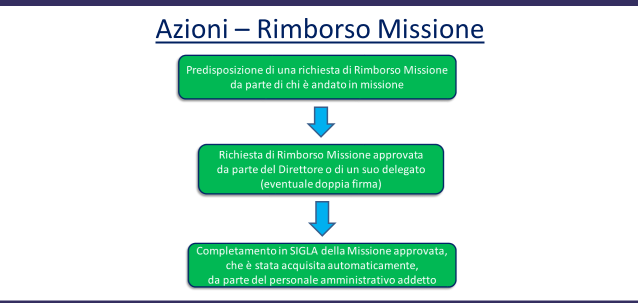 Azioni – Rimborso Missione
Predisposizione di una richiesta di Rimborso Missione
da parte di chi è andato in missione
Richiesta di Rimborso Missione approvata
da parte del Direttore o di un suo delegato
(eventuale doppia firma)
Completamento in SIGLA della Missione approvata,
che è stata acquisita automaticamente,
da parte del personale amministrativo addetto